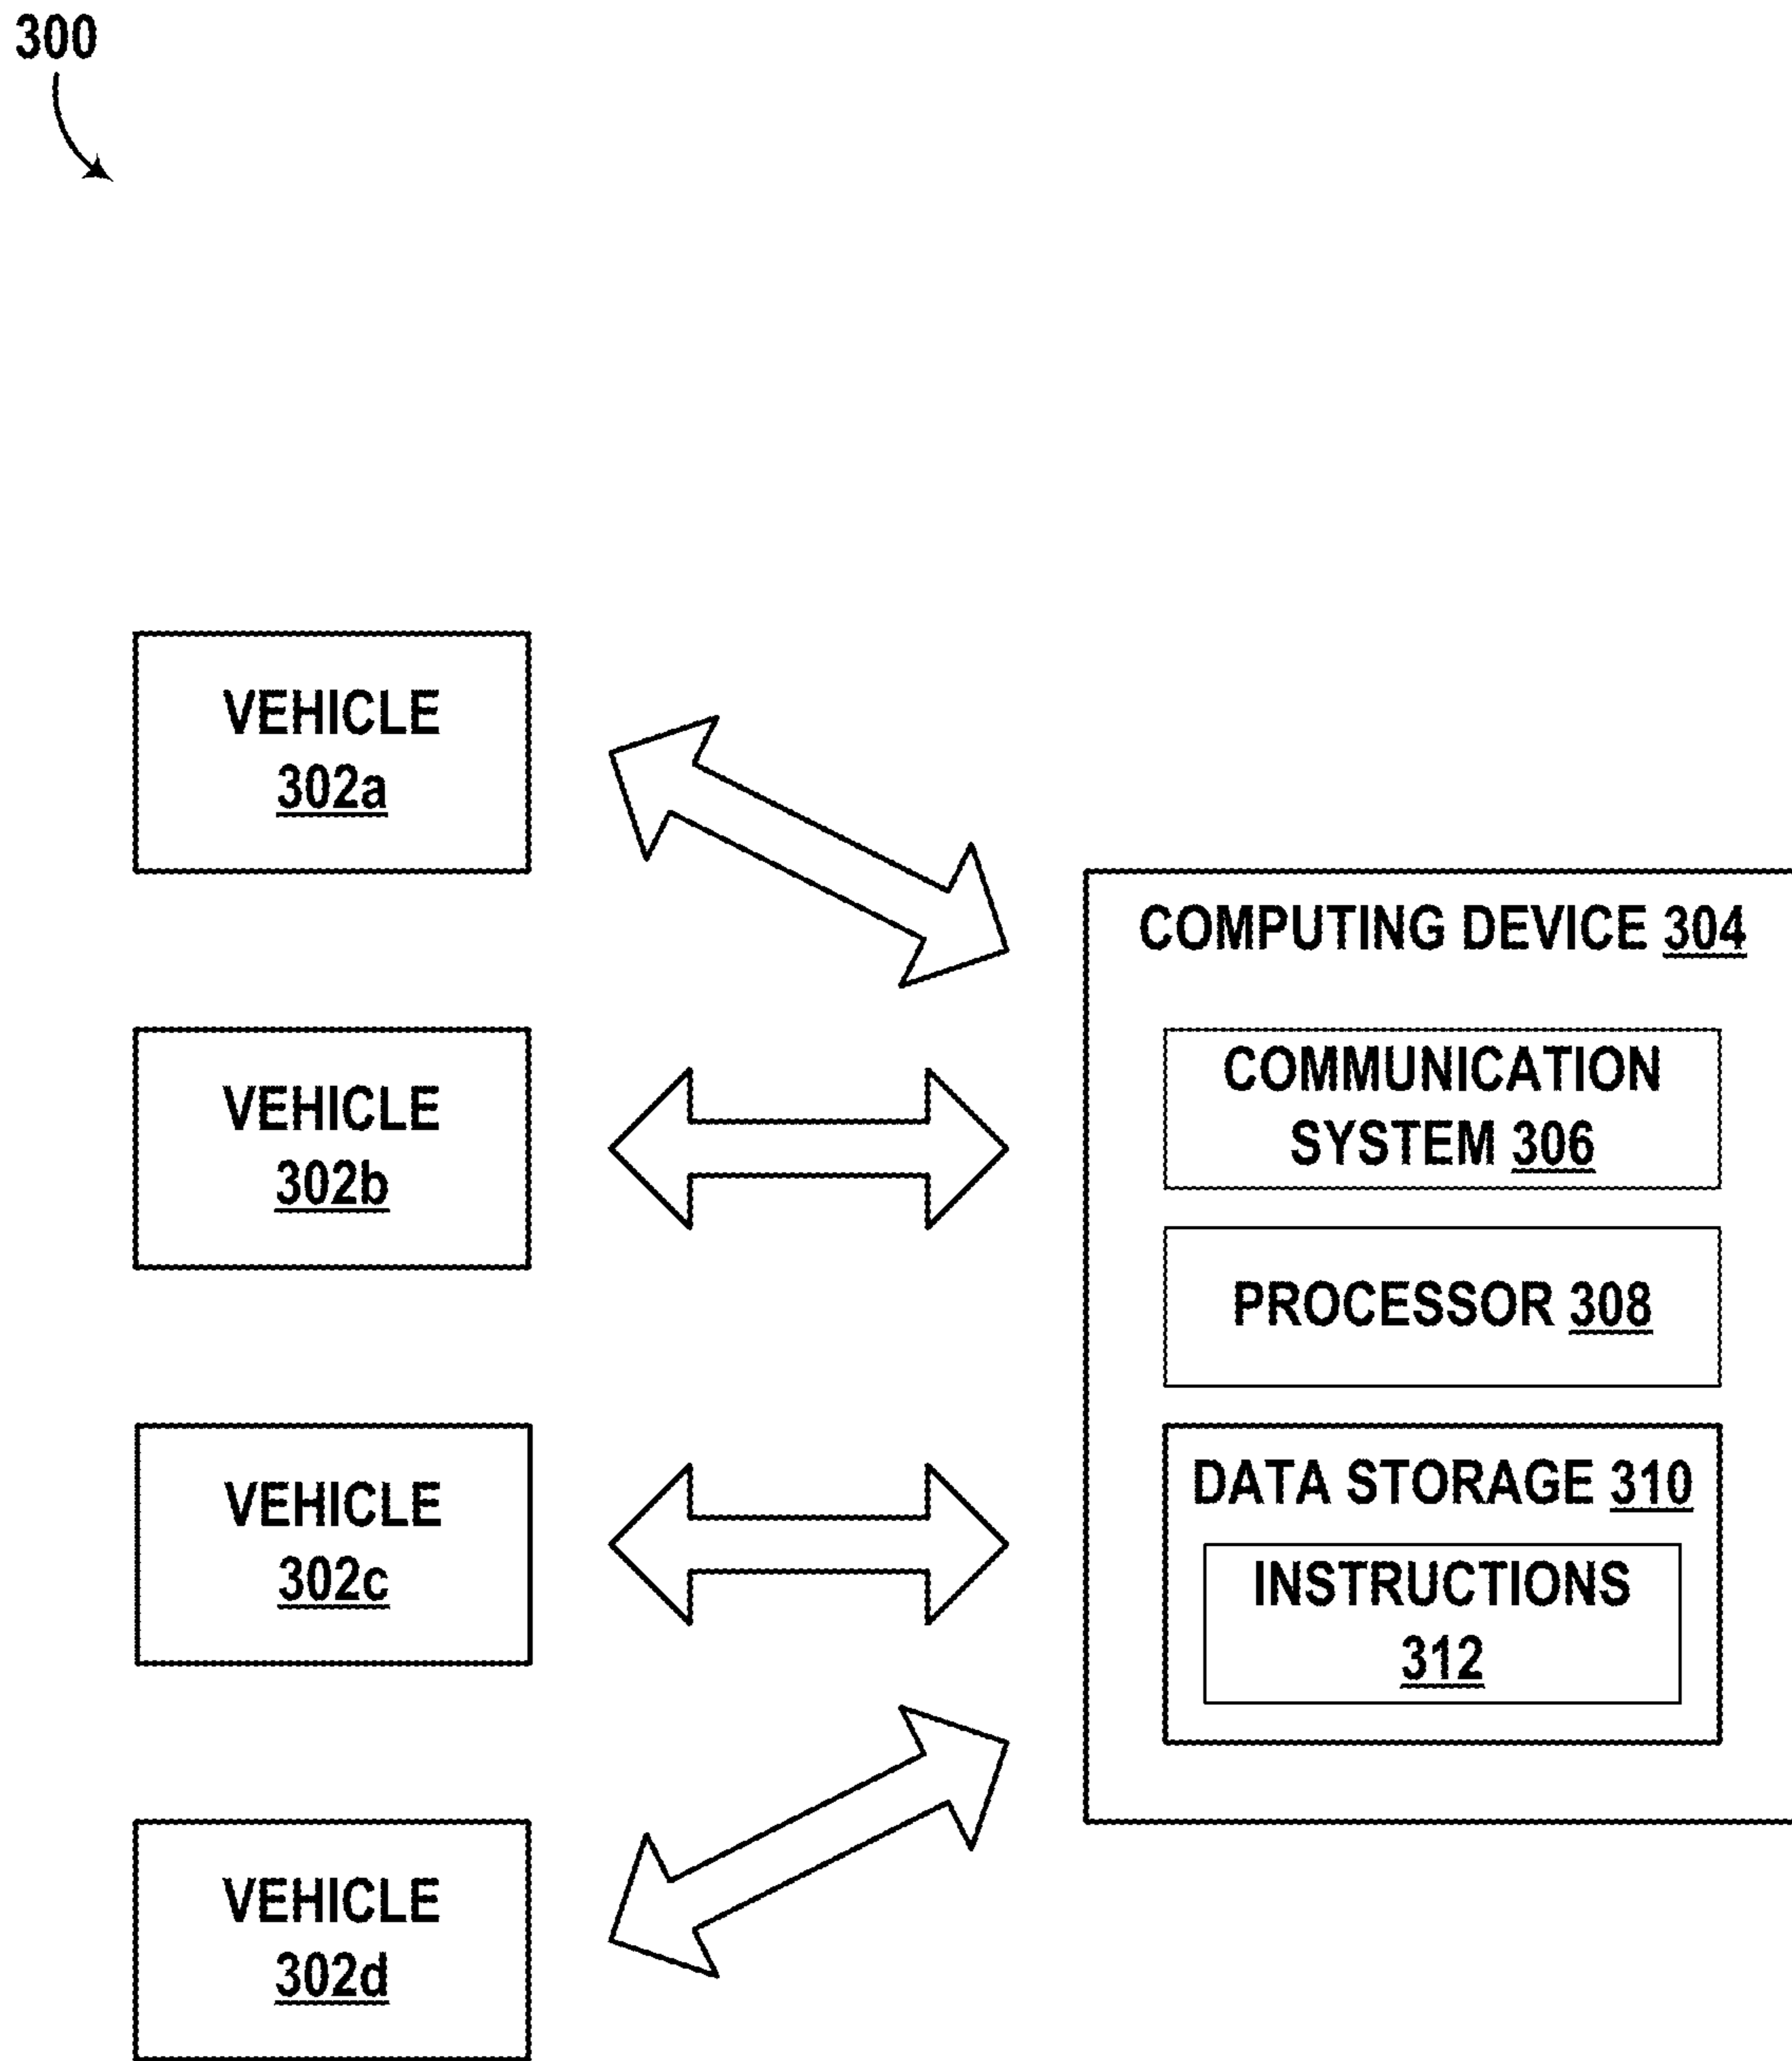 300
VEHICLE
302a
VEHICLE
302b
VEHICLE
302c
VEHICLE
302d
COMPUTING DEVICE 304
COMMUNICATION
SYSTEM 306
PROCESSOR 308
DATA STORAGE 310
INSTRUCTIONS
312